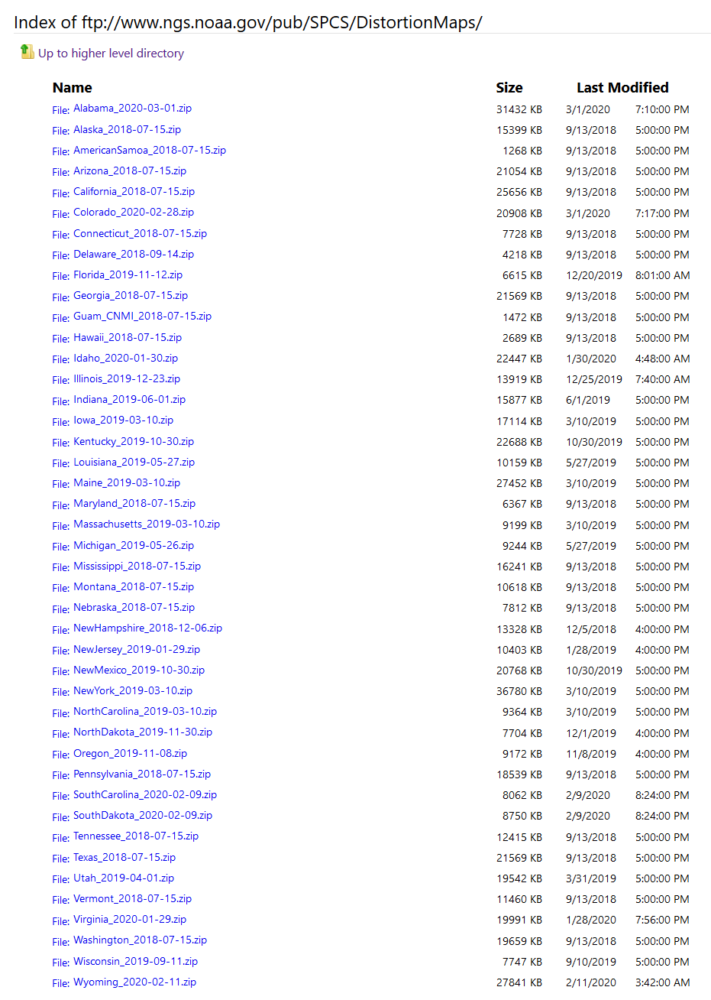 Index of ftp://www.ngs.noaa.gov/pub/SPCS/DistortionMaps/
Up to higher level directory
Name Size Last Modified
File: Alabama_2020-03-01.zip 31432 KB 3/1/2020 7:10:00 PM
File: Alaska_2018-07-15.zip 15399 KB 9/13/2018 5:00:00 PM
File: AmericanSamoa_2018-07-15.zip 1268 KB 9/13/2018 5:00:00 PM
File: Arizona_2018-07-15.zip 21054 KB 9/13/2018 5:00:00 PM
File: California_2018-07-15.zip 25656 KB 9/13/2018 5:00:00 PM
File: Colorado_2020-02-28.zip 20908 KB 3/1/2020 7:17:00 PM
File: Connecticut_2018-07-15.zip 7728 KB 9/13/2018 5:00:00 PM
File: Delaware_2018-09-14.zip 4218 KB 9/13/2018 5:00:00 PM
File: Florida_2019-11-12.zip 6615 KB 12/20/2019 8:01:00 AM
File: Georgia_2018-07-15.zip 21569 KB 9/13/2018 5:00:00 PM
File: Guam_CNMI_2018-07-15.zip 1472 KB 9/13/2018 5:00:00 PM
File: Hawaii_2018-07-15.zip 2689 KB 9/13/2018 5:00:00 PM
File: Idaho_2020-01-30.zip 22447 KB 1/30/2020 4:48:00 AM
File: Illinois_2019-12-23.zip 13919 KB 12/25/2019 7:40:00 AM
File: Indiana_2019-06-01.zip 15877 KB 6/1/2019 5:00:00 PM
File: Iowa_2019-03-10.zip 17114 KB 3/10/2019 5:00:00 PM
File: Kentucky_2019-10-30.zip 22688 KB 10/30/2019 5:00:00 PM
File: Louisiana_2019-05-27.zip 10159 KB 5/27/2019 5:00:00 PM
File: Maine_2019-03-10.zip 27452 KB 3/10/2019 5:00:00 PM
File: Maryland_2018-07-15.zip 6367 KB 9/13/2018 5:00:00 PM
File: Massachusetts_2019-03-10.zip 9199 KB 3/10/2019 5:00:00 PM
File: Michigan_2019-05-26.zip 9244 KB 5/27/2019 5:00:00 PM
File: Mississippi_2018-07-15.zip 16241 KB 9/13/2018 5:00:00 PM
File: Montana_2018-07-15.zip 10618 KB 9/13/2018 5:00:00 PM
File: Nebraska_2018-07-15.zip 7812 KB 9/13/2018 5:00:00 PM
File: NewHampshire_2018-12-06.zip 13328 KB 12/5/2018 4:00:00 PM
File: NewJersey_2019-01-29.zip 10403 KB 1/28/2019 4:00:00 PM
File: NewMexico_2019-10-30.zip 20768 KB 10/30/2019 5:00:00 PM
File: NewYork_2019-03-10.zip 36780 KB 3/10/2019 5:00:00 PM
File: NorthCarolina_2019-03-10.zip 9364 KB 3/10/2019 5:00:00 PM
File: NorthDakota_2019-11-30.zip 7704 KB 12/1/2019 4:00:00 PM
File: Oregon_2019-11-08.zip 9172 KB 11/8/2019 4:00:00 PM
File: Pennsylvania_2018-07-15.zip 18539 KB 9/13/2018 5:00:00 PM
File: SouthCarolina_2020-02-09.zip 8062 KB 2/9/2020 8:24:00 PM
File: SouthDakota_2020-02-09.zip 8750 KB 2/9/2020 8:24:00 PM
File: Tennessee_2018-07-15.zip 12415 KB 9/13/2018 5:00:00 PM
File: Texas_2018-07-15.zip 21569 KB 9/13/2018 5:00:00 PM
File: Utah_2019-04-01.zip 19542 KB 3/31/2019 5:00:00 PM
File: Vermont_2018-07-15.zip 11460 KB 9/13/2018 5:00:00 PM
File: Virginia_2020-01-29.zip 19991 KB 1/28/2020 7:56:00 PM
File: Washington_2018-07-15.zip 19659 KB 9/13/2018 5:00:00 PM
File: Wisconsin_2019-09-11.zip 7747 KB 9/10/2019 5:00:00 PM
File: Wyoming_2020-02-11.zip 27841 KB 2/11/2020 3:42:00 AM